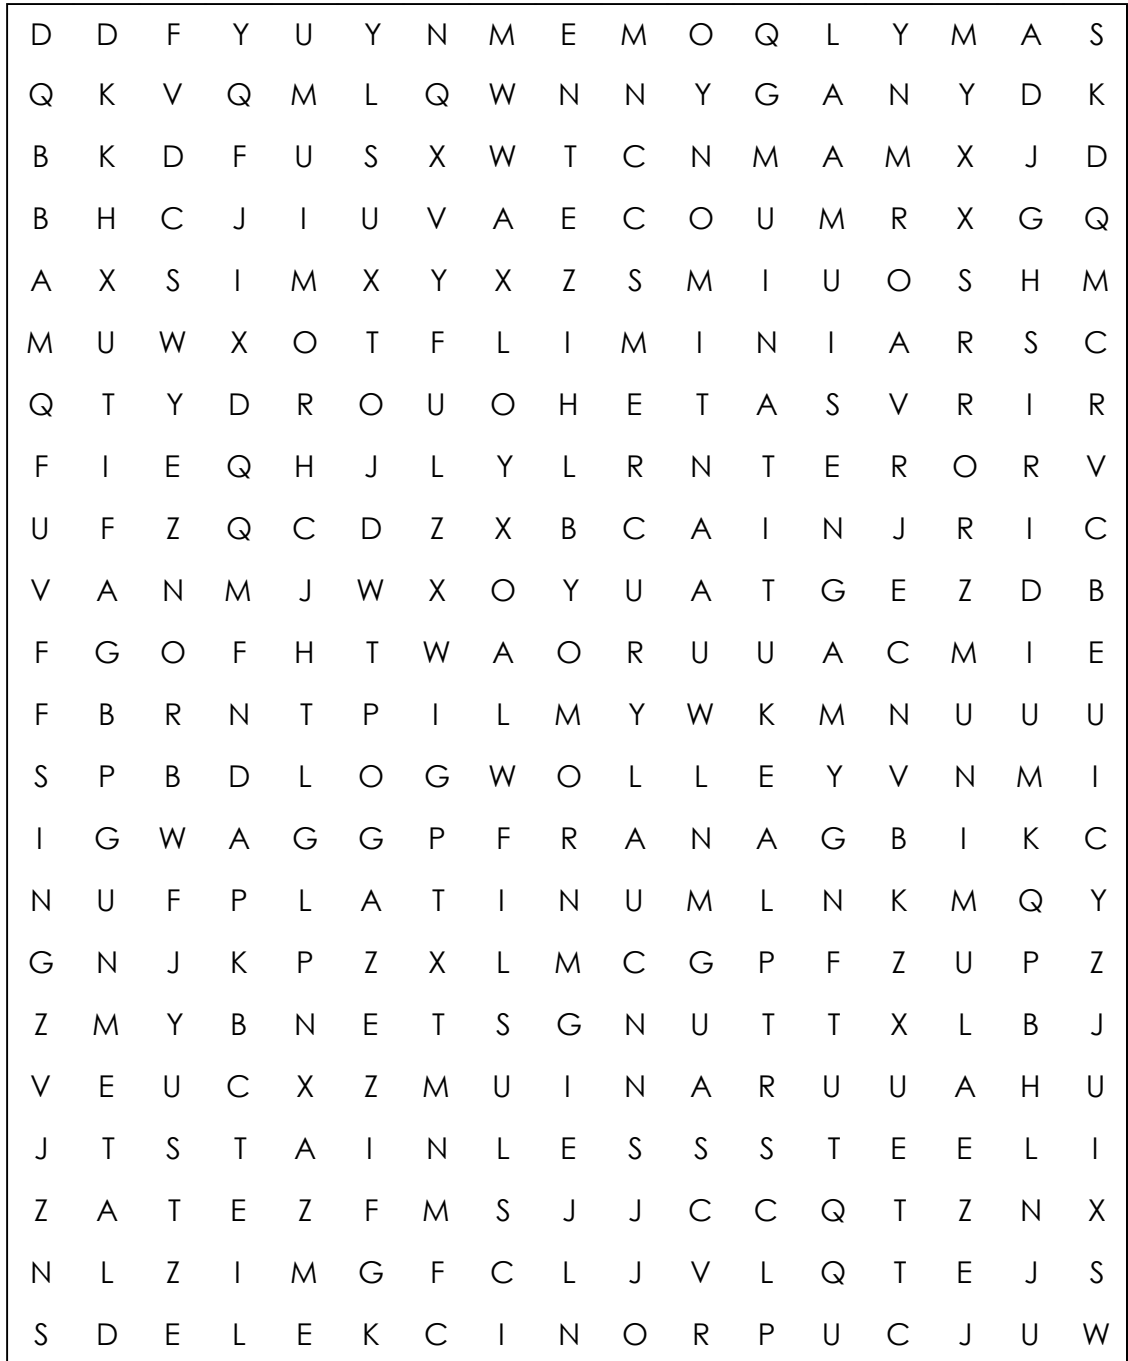 D D F Y U Y N M E M O Q L Y M A S
Q K V Q M L Q W N N Y G A N Y D K
B K D F U S X W T C N M A M X J D
B H C J I U V A E C O U M R X G Q
A X S I M X Y X Z S M I U O S H M
M U W X O T F L I M I N I A R S C
Q T Y D R O U O H E T A S V R I R
F I E Q H J L Y L R N T E R O R V
U F Z Q C D Z X B C A I N J R I C
V A N M J W X O Y U A T G E Z D B
F G O F H T W A O R U U A C M I E
F B R N T P I L M Y W K M N U U U
S P B D L O G W O L L E Y V N M I
I G W A G G P F R A N A G B I K C
N U F P L A T I N U M L N K M Q Y
G N J K P Z X L M C G P F Z U P Z
Z M Y B N E T S G N U T T X L B J
V E U C X Z M U I N A R U U A H U
J T S T A I N L E S S S T E E L I
Z A T E Z F M S J J C C Q T Z N X
N L Z I M G F C L J V L Q T E J S
S D E L E K C I N O R P U C J U W